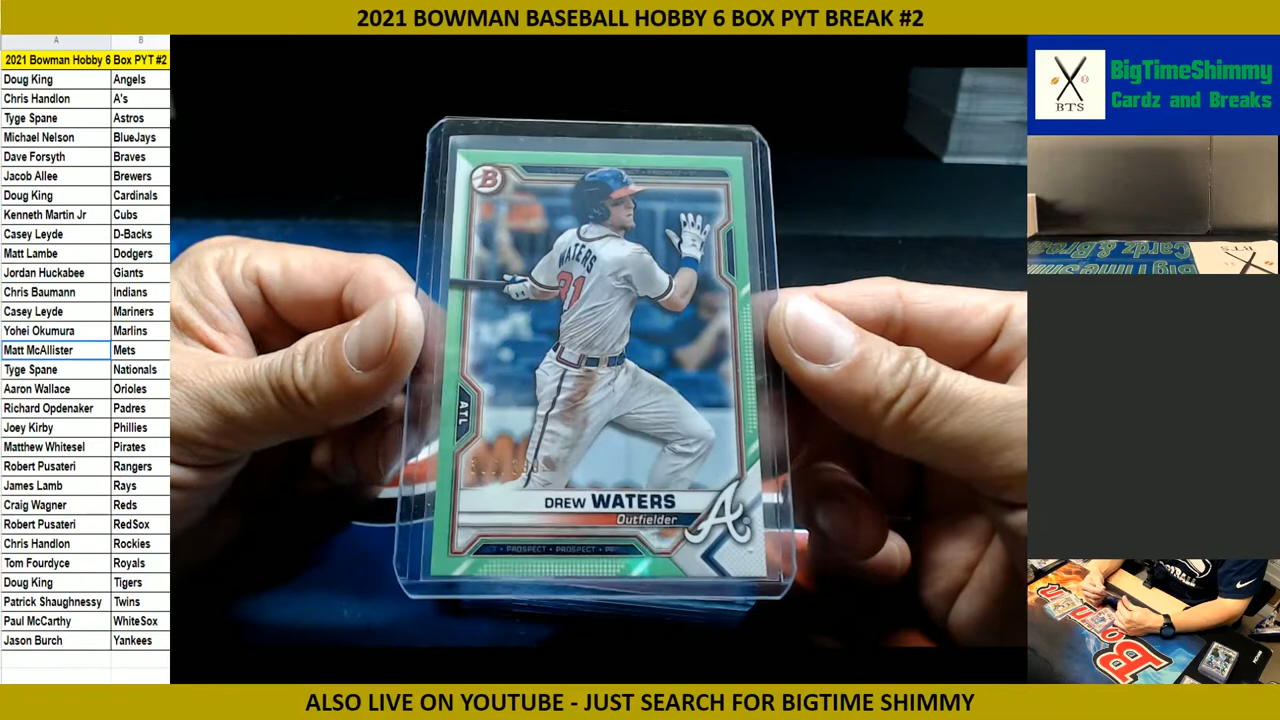 2021 BOWMAN BASEBALL HOBBY 6 BOX PYT BREAK #2
A B
2021 Bowman Hobby 6 Box PYT #2
Doug King Angels
Chris Handlon A's
Tyge Spane Astros
Michael Nelson BlueJays
Dave Forsyth Braves
Jacob Allee Brewers
Doug King Cardinals
Kenneth Martin Jr Cubs
Casey Leyde D-Backs
Matt Lambe Dodgers
Jordan Huckabee Giants
Chris Baumann Indians
Casey Leyde Mariners
Yohei Okumura Marlins
Matt McAllister Mets
Tyge Spane Nationals
Aaron Wallace Orioles
Richard Opdenaker Padres
Joey Kirby Phillies
Matthew Whitesel Pirates
Robert Pusateri Rangers
James Lamb Rays
Craig Wagner Reds
Robert Pusateri RedSox
Chris Handlon Rockies
Tom Fourdyce Royals
Doug King Tigers
Patrick Shaughnessy Twins
Paul McCarthy WhiteSox
Jason Burch Yankees
B
WATERS
21
ATL
DREW WATERS
Outfielder
A
PROSPECT • PROSPECT
BTS
BigTimeShimmy
Cardz and Breaks
ALSO LIVE ON YOUTUBE - JUST SEARCH FOR BIGTIME SHIMMY